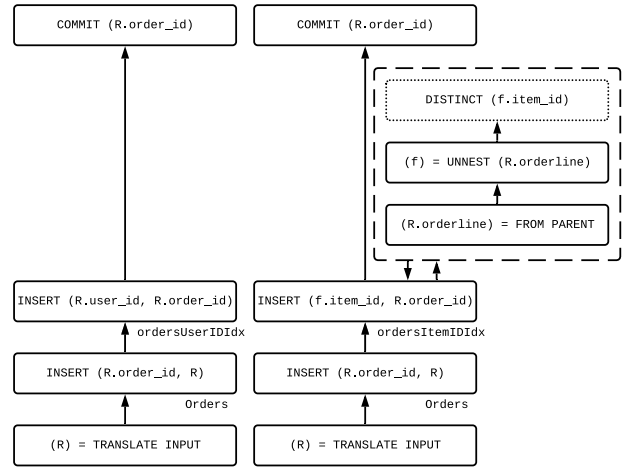 COMMIT (R.order_id)
COMMIT (R.order_id)
DISTINCT (f.item_id)
(f) = UNNEST (R.orderline)
(R.orderline) = FROM PARENT
INSERT (R.user_id, R.order_id)
INSERT (f.item_id, R.order_id)
ordersUserIDIdx
ordersItemIDIdx
INSERT (R.order_id, R)
INSERT (R.order_id, R)
Orders
Orders
(R) = TRANSLATE INPUT
(R) = TRANSLATE INPUT